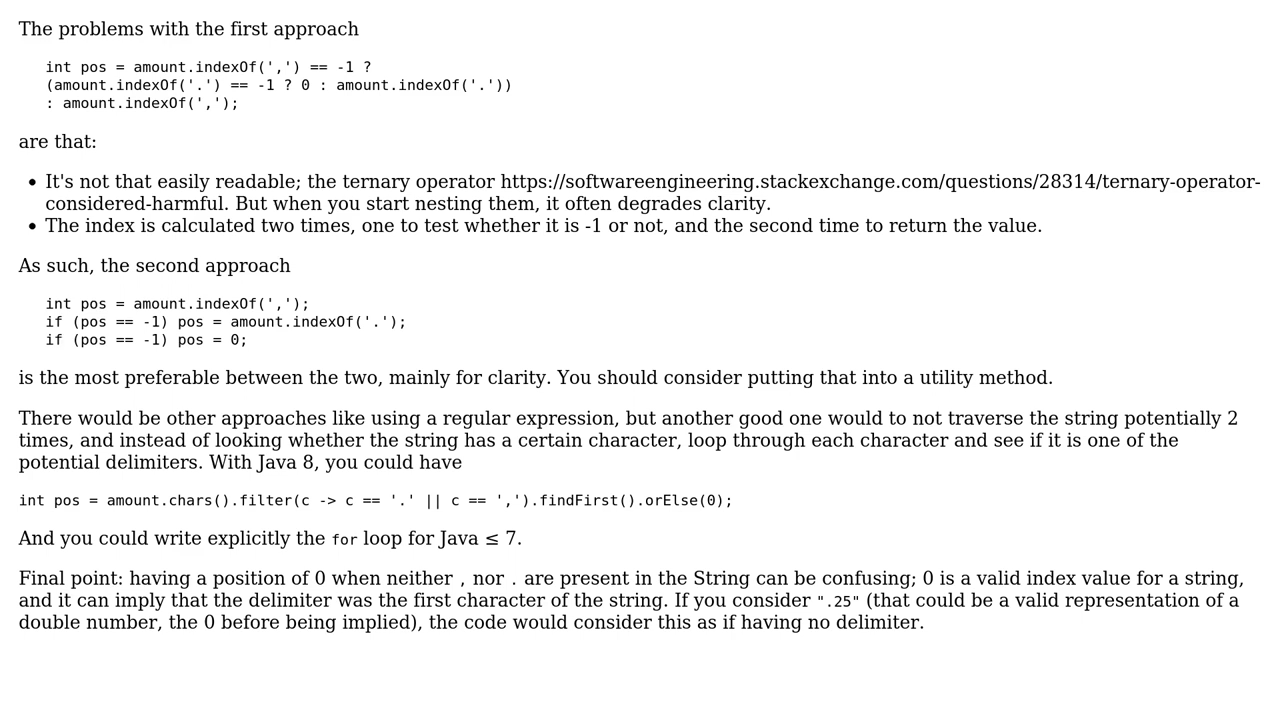 The problems with the first approach
int pos = amount.indexOf(',') == -1 ?
(amount.indexOf('.') == -1 ? 0 : amount.indexOf('.'))
: amount.indexOf(',');
are that:
• It's not that easily readable; the ternary operator https://softwareengineering.stackexchange.com/questions/28314/ternary-operator-
considered-harmful. But when you start nesting them, it often degrades clarity.
• The index is calculated two times, one to test whether it is -1 or not, and the second time to return the value.
As such, the second approach
int pos = amount.indexOf(',');
if (pos == -1) pos = amount.indexOf('.');
if (pos == -1) pos = 0;
is the most preferable between the two, mainly for clarity. You should consider putting that into a utility method.
There would be other approaches like using a regular expression, but another good one would to not traverse the string potentially 2
times, and instead of looking whether the string has a certain character, loop through each character and see if it is one of the
potential delimiters. With Java 8, you could have
int pos = amount.chars().filter(c -> c == '.' || c == ',').findFirst().orElse(0);
And you could write explicitly the for loop for Java ≤ 7.
Final point: having a position of 0 when neither , nor . are present in the String can be confusing; 0 is a valid index value for a string,
and it can imply that the delimiter was the first character of the string. If you consider ".25" (that could be a valid representation of a
double number, the 0 before being implied), the code would consider this as if having no delimiter.